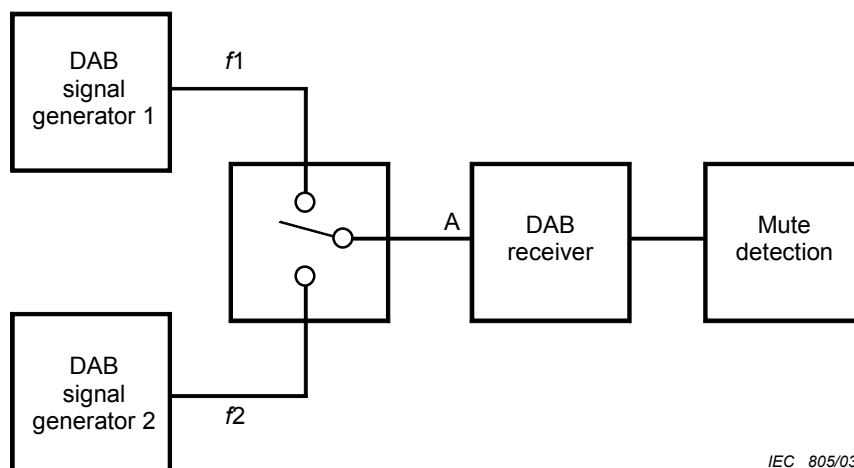 DAB
signal
generator 1
f1
A
DAB
receiver
Mute
detection
DAB
signal
generator 2
f2
IEC 805/03